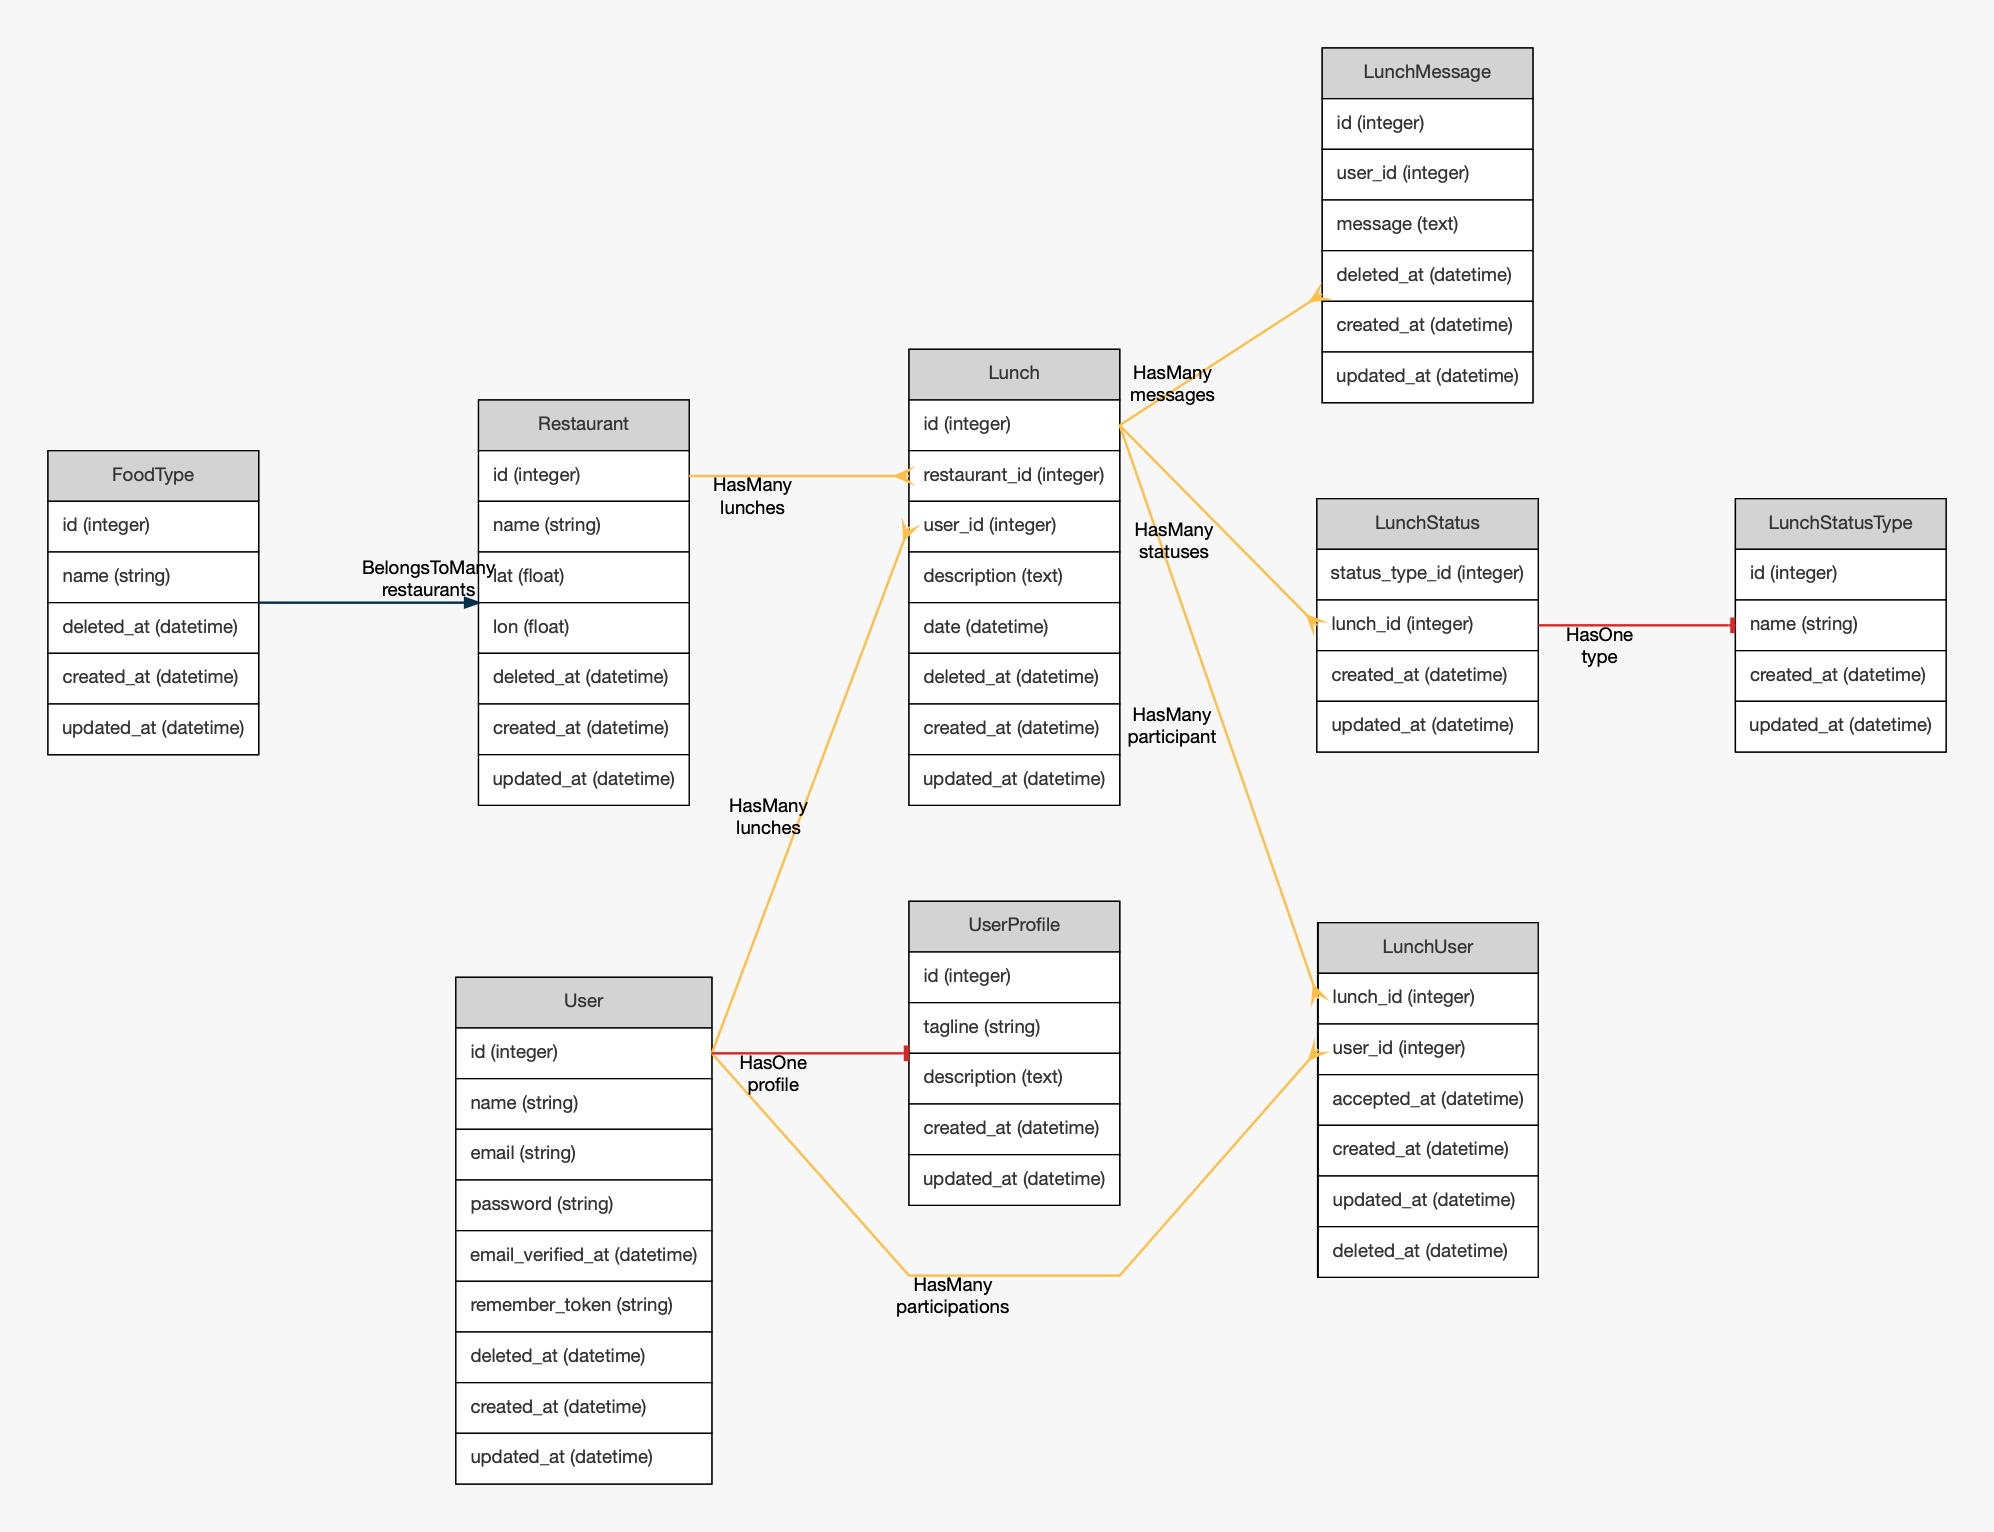 LunchMessage
id (integer)
user_id (integer)
message (text)
deleted_at (datetime)
created_at (datetime)
updated_at (datetime)
Lunch
id (integer)
restaurant_id (integer)
user_id (integer)
description (text)
date (datetime)
deleted_at (datetime)
created_at (datetime)
updated_at (datetime)
HasMany
messages
Restaurant
id (integer)
name (string)
lat (float)
lon (float)
deleted_at (datetime)
created_at (datetime)
updated_at (datetime)
HasMany
lunches
FoodType
id (integer)
name (string)
deleted_at (datetime)
created_at (datetime)
updated_at (datetime)
BelongsToMany
restaurants
HasMany
statuses
LunchStatus
status_type_id (integer)
lunch_id (integer)
created_at (datetime)
updated_at (datetime)
HasOne
type
LunchStatusType
id (integer)
name (string)
created_at (datetime)
updated_at (datetime)
HasMany
participant
HasMany
lunches
UserProfile
id (integer)
tagline (string)
description (text)
created_at (datetime)
updated_at (datetime)
LunchUser
lunch_id (integer)
user_id (integer)
accepted_at (datetime)
created_at (datetime)
updated_at (datetime)
deleted_at (datetime)
User
id (integer)
name (string)
email (string)
password (string)
email_verified_at (datetime)
remember_token (string)
deleted_at (datetime)
created_at (datetime)
updated_at (datetime)
HasOne
profile
HasMany
participations